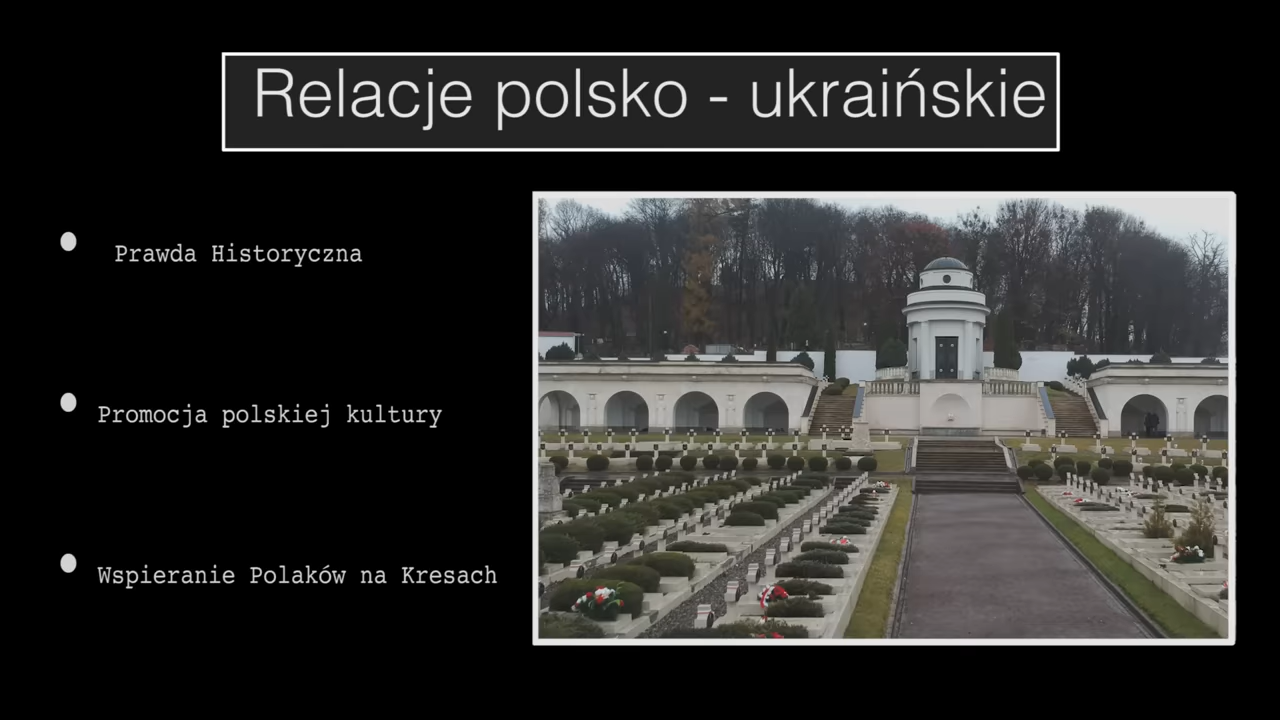 Relacje polsko - ukraińskie
Prawda Historyczna
Promocja polskiej kultury
Wspieranie Polaków na Kresach